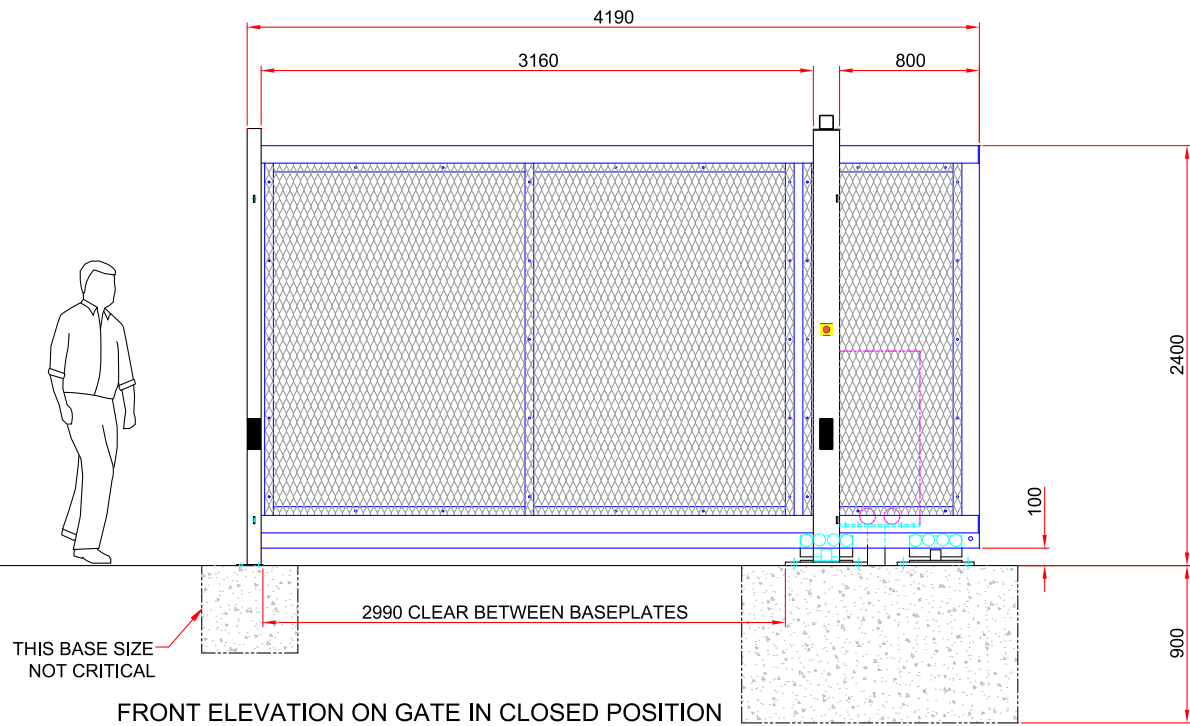 4190
3160
800
2400
100
2990 CLEAR BETWEEN BASEPLATES
THIS BASE SIZE
NOT CRITICAL
900
FRONT ELEVATION ON GATE IN CLOSED POSITION